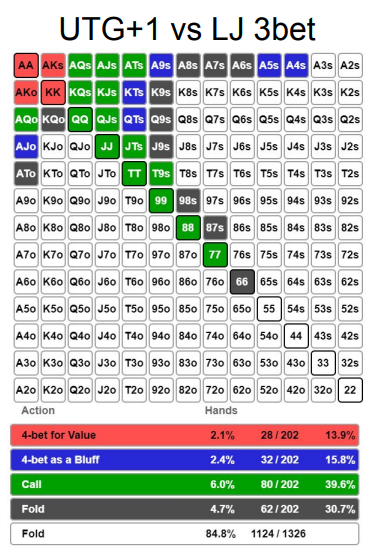 UTG+1 vs LJ 3bet
AA AKs AQs AJs ATs A9s A8s A7s A6s A5s A4s A3s A2s
AKo KK KQs KJs KTs K9s K8s K7s K6s K5s K4s K3s K2s
AQo KQo QQ QJs QTs Q9s Q8s Q7s Q6s Q5s Q4s Q3s Q2s
AJo KJo QJo JJ JTs J9s J8s J7s J6s J5s J4s J3s J2s
ATo KTo QTo JTo TT T9s T8s T7s T6s T5s T4s T3s T2s
A9o K9o Q9o J9o T9o 99 98s 97s 96s 95s 94s 93s 92s
A8o K8o Q8o J8o T8o 98o 88 87s 86s 85s 84s 83s 82s
A7o K7o Q7o J7o T7o 97o 87o 77 76s 75s 74s 73s 72s
A6o K6o Q6o J6o T6o 96o 86o 76o 66 65s 64s 63s 62s
A5o K5o Q5o J5o T5o 95o 85o 75o 65o 55 54s 53s 52s
A4o K4o Q4o J4o T4o 94o 84o 74o 64o 54o 44 43s 42s
A3o K3o Q3o J3o T3o 93o 83o 73o 63o 53o 43o 33 32s
A2o K2o Q2o J2o T2o 92o 82o 72o 62o 52o 42o 32o 22
Action Hands
4-bet for Value 2.1% 28 / 202 13.9%
4-bet as a Bluff 2.4% 32 / 202 15.8%
Call 6.0% 80 / 202 39.6%
Fold 4.7% 62 / 202 30.7%
Fold 84.8% 1124 / 1326